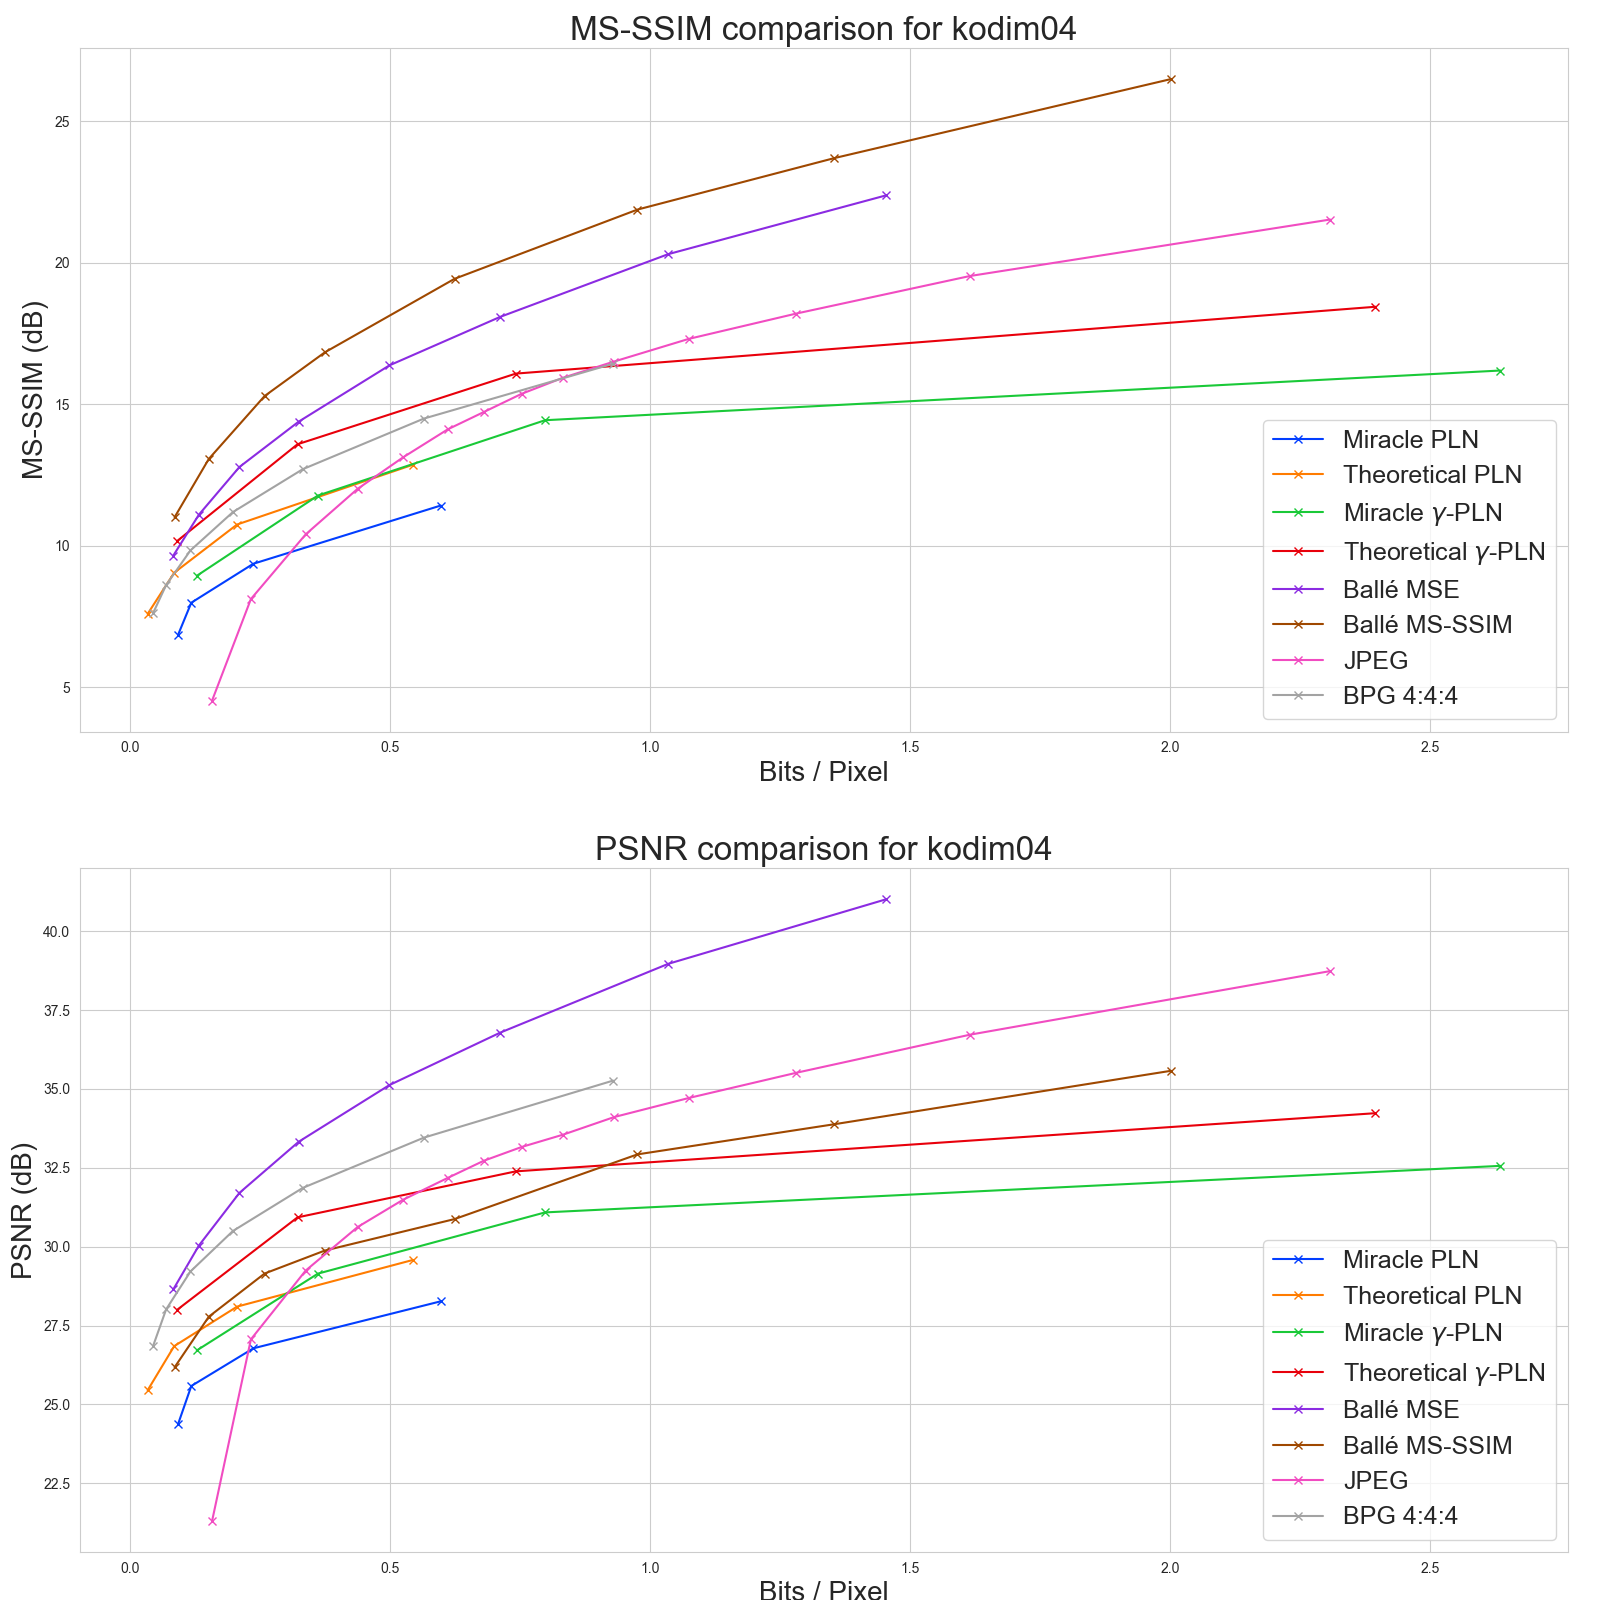 MS-SSIM comparison for kodim04
MS-SSIM (dB)
25
20
15
10
5
0.0 0.5 1.0 1.5 2.0 2.5
Bits / Pixel
Miracle PLN
Theoretical PLN
Miracle γ-PLN
Theoretical γ-PLN
Ballé MSE
Ballé MS-SSIM
JPEG
BPG 4:4:4
PSNR comparison for kodim04
PSNR (dB)
40.0
37.5
35.0
32.5
30.0
27.5
25.0
22.5
0.0 0.5 1.0 1.5 2.0 2.5
Bits / Pixel
Miracle PLN
Theoretical PLN
Miracle γ-PLN
Theoretical γ-PLN
Ballé MSE
Ballé MS-SSIM
JPEG
BPG 4:4:4